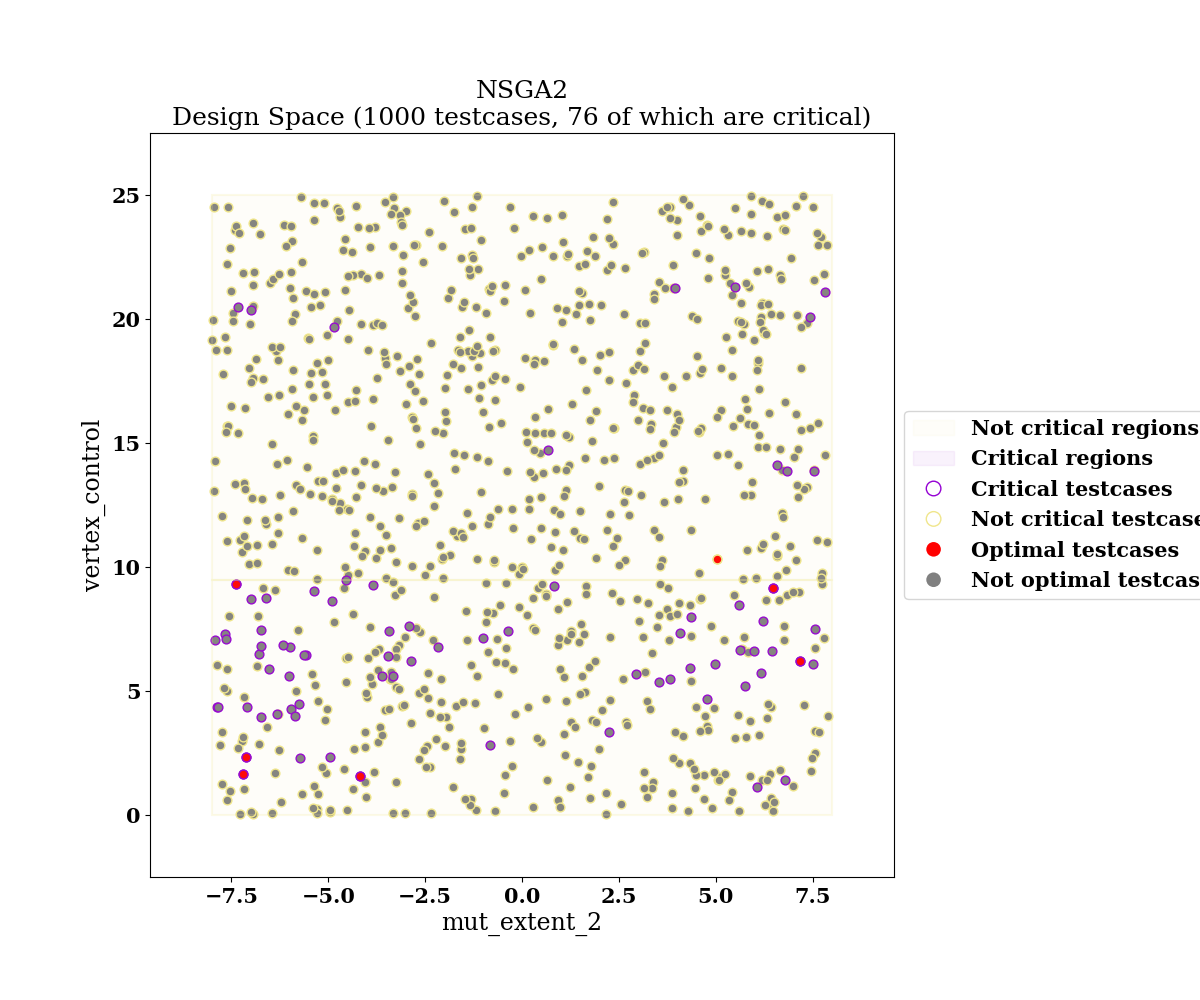 NSGA2
Design Space (1000 testcases, 76 of which are critical)
25
20
15
10
5
0
vertex_control
−7.5
−5.0
−2.5
0.0
2.5
5.0
7.5
mut_extent_2
Not critical regions
Critical regions
Critical testcases
Not critical testcase
Optimal testcases
Not optimal testcas